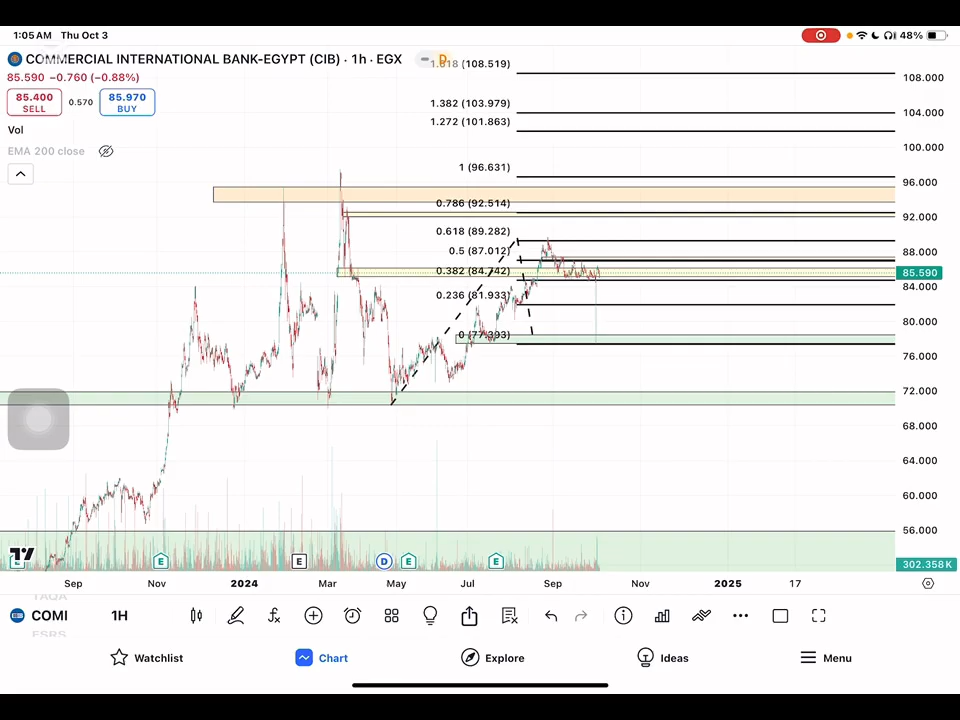 1:05 AM Thu Oct 3
48%
COMMERCIAL INTERNATIONAL BANK-EGYPT (CIB) · 1h · EGX
D
85.590 −0.760 (−0.88%)
85.400
SELL
0.570
85.970
BUY
Vol
EMA 200 close
1.618 (108.519)
1.382 (103.979)
1.272 (101.863)
1 (96.631)
0.786 (92.514)
0.618 (89.282)
0.5 (87.012)
0.382 (84.742)
0.236 (81.933)
0 (77.393)
108.000
104.000
100.000
96.000
92.000
88.000
85.590
84.000
80.000
76.000
72.000
68.000
64.000
60.000
56.000
302.358K
E
E
D
E
E
Sep
Nov
2024
Mar
May
Jul
Sep
Nov
2025
17
TAQA
COMI
1H
ESRS
Watchlist
Chart
Explore
Ideas
Menu